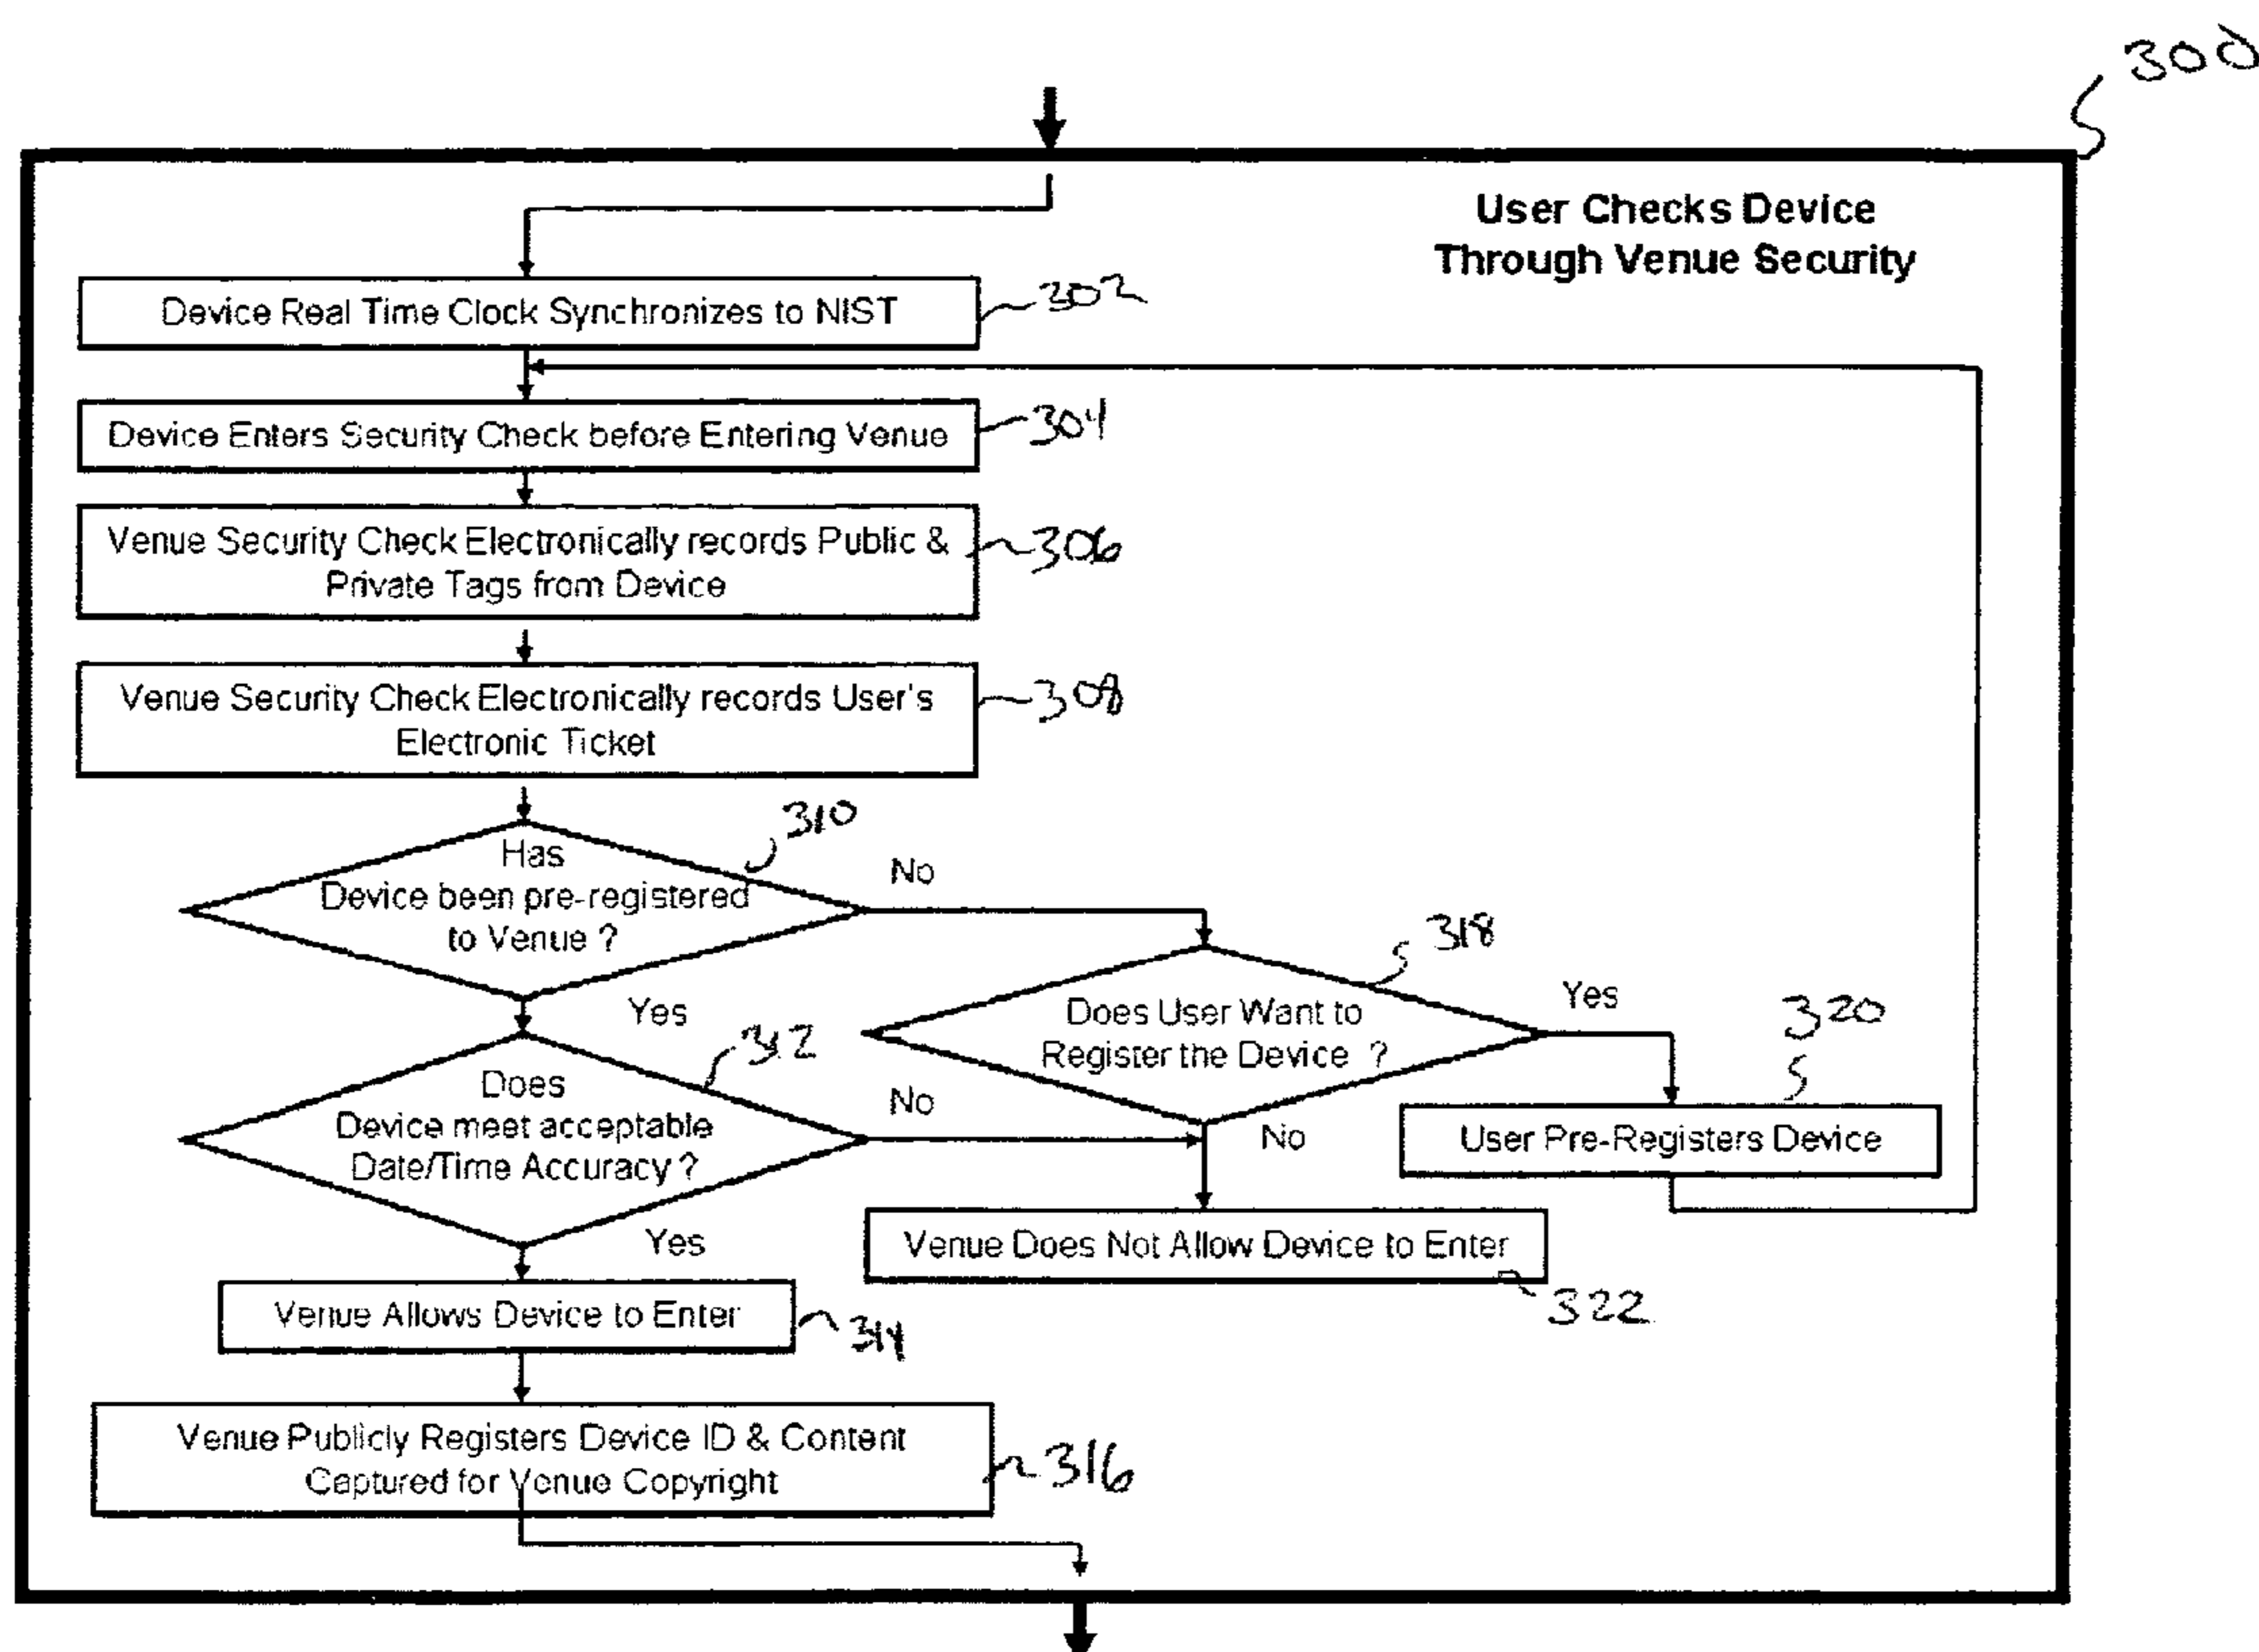 300
User Checks Device
Through Venue Security
Device Real Time Clock Synchronizes to NIST
302
Device Enters Security Check before Entering Venue
304
Venue Security Check Electronically records Public &
Private Tags from Device
306
Venue Security Check Electronically records User's
Electronic Ticket
308
310
Has
Device been pre-registered
to Venue ?
No
Yes
318
Does User Want to
Register the Device ?
Yes
No
320
User Pre-Registers Device
312
Does
Device meet acceptable
Date/Time Accuracy ?
No
Yes
Venue Does Not Allow Device to Enter
322
Venue Allows Device to Enter
314
Venue Publicly Registers Device ID & Content
Captured for Venue Copyright
316